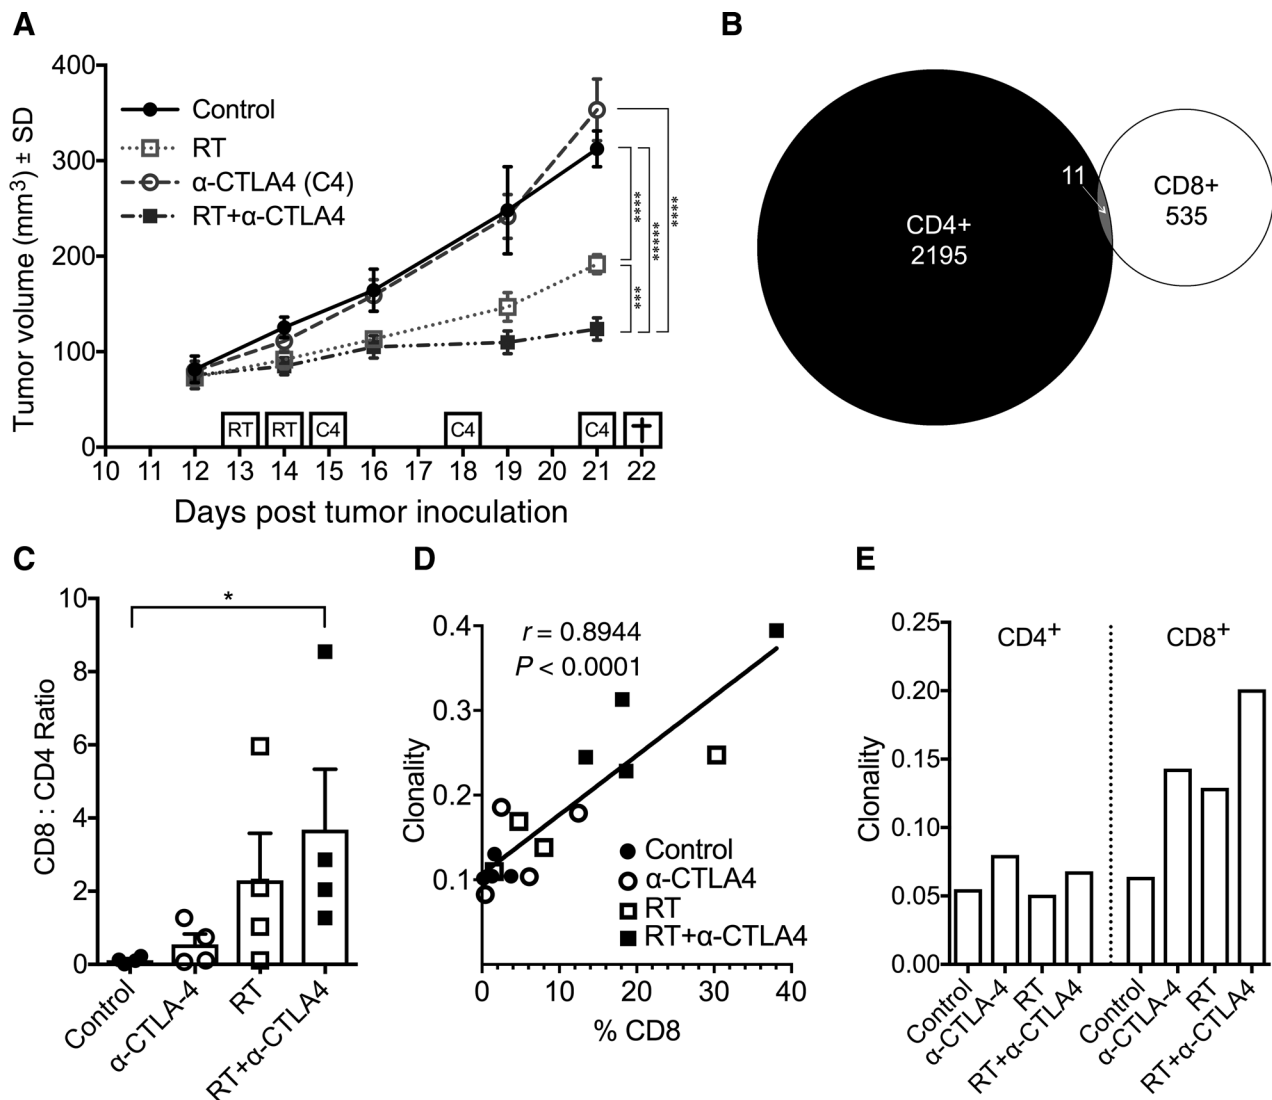 A
Tumor volume (mm3) ± SD
400
300
200
100
0
Control
RT
α-CTLA4 (C4)
RT+α-CTLA4
****
***
*****
****
RT
RT
C4
C4
C4
10 11 12 13 14 15 16 17 18 19 20 21 22
Days post tumor inoculation
B
CD4+
2195
11
CD8+
535
C
CD8 : CD4 Ratio
10
8
6
4
2
0
*
Control
α-CTLA-4
RT
RT+α-CTLA4
D
Clonality
0.4
0.3
0.2
0.1
r = 0.8944
P < 0.0001
Control
α-CTLA4
RT
RT+α-CTLA4
0 10 20 30 40
% CD8
E
Clonality
0.25
0.20
0.15
0.10
0.05
0.00
CD4+
CD8+
Control
α-CTLA-4
RT
RT+α-CTLA4
Control
α-CTLA-4
RT
RT+α-CTLA4